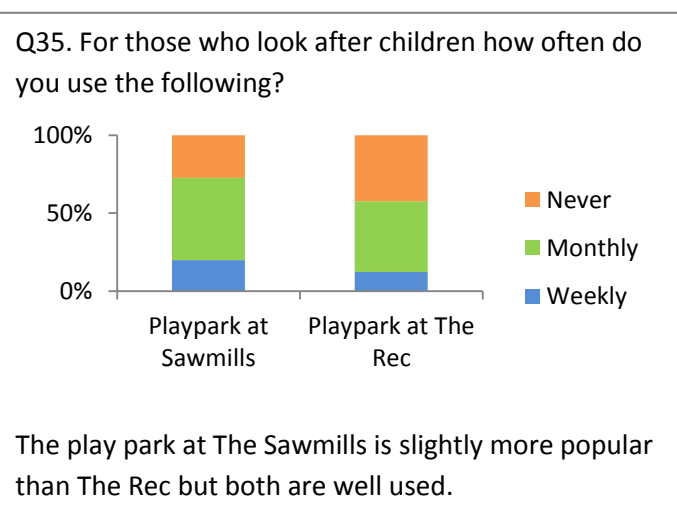 Q35. For those who look after children how often do
you use the following?
100%
50%
0%
Never
Monthly
Weekly
Playpark at
Sawmills
Playpark at The
Rec
The play park at The Sawmills is slightly more popular
than The Rec but both are well used.